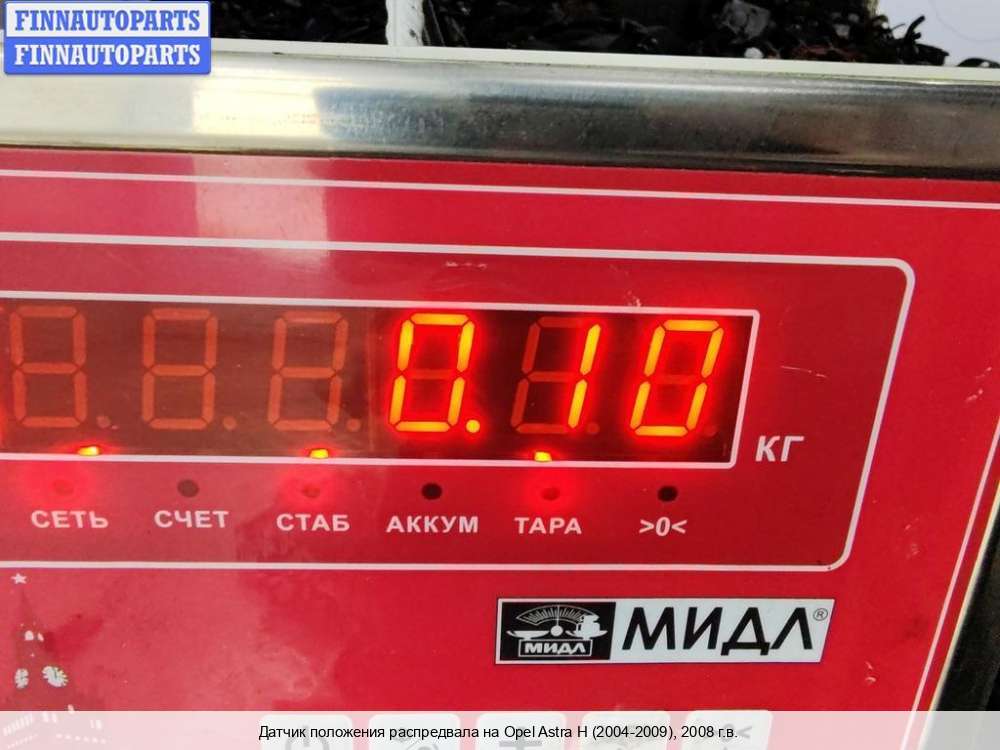 FINNAUTOPARTS
FINNAUTOPARTS
0.10
КГ
СЕТЬ СЧЕТ СТАБ АККУМ ТАРА >0<
МИДЛ МИДЛ®
Датчик положения распредвала на Opel Astra H (2004-2009), 2008 г.в.